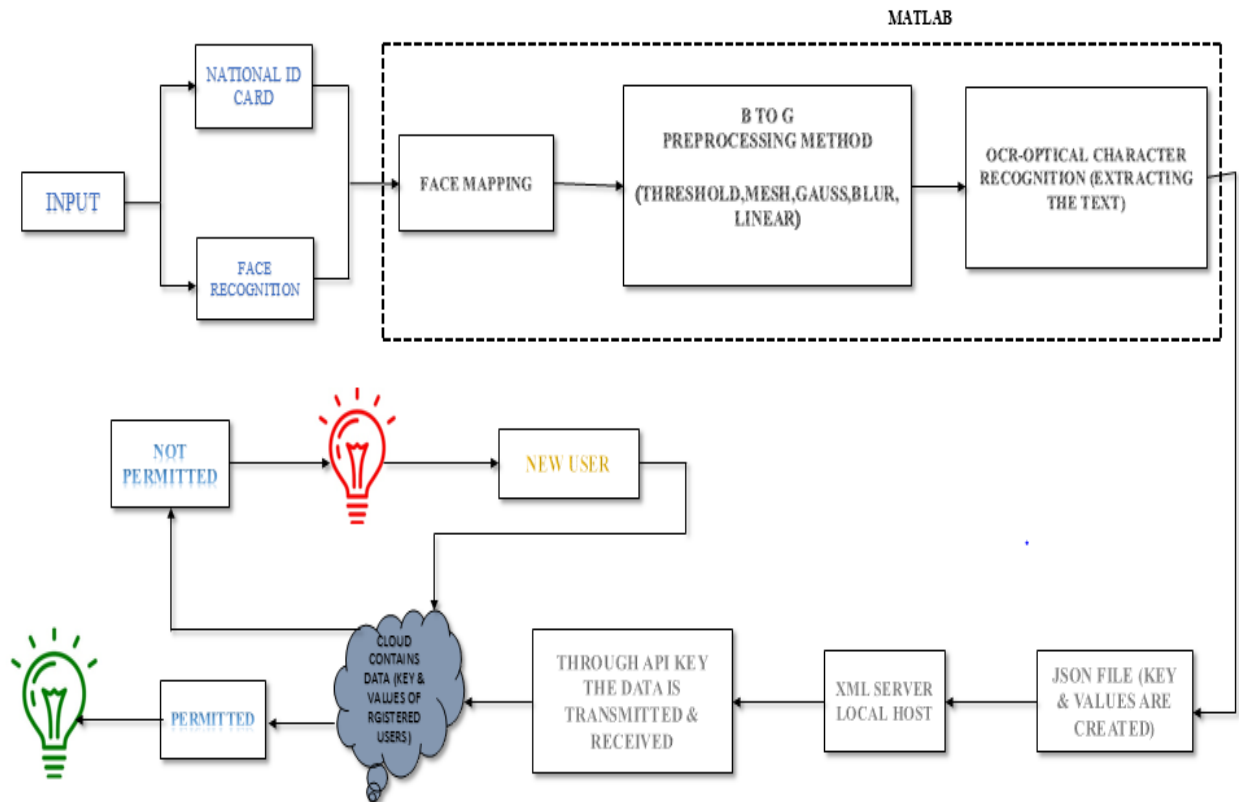 MATLAB
NATIONAL ID
CARD
INPUT
FACE
RECOGNITION
FACE MAPPING
B TO G
PREPROCESSING METHOD
(THRESHOLD,MESH,GAUSS,BLUR,
LINEAR)
OCR-OPTICAL CHARACTER
RECOGNITION (EXTRACTING
THE TEXT)
NOT
PERMITTED
NEW USER
CLOUD
CONTAINS
DATA (KEY &
VALUES OF
RGISTERED
USERS)
PERMITTED
THROUGH API KEY
THE DATA IS
TRANSMITTED &
RECEIVED
XML SERVER
LOCAL HOST
JSON FILE (KEY
& VALUES ARE
CREATED)